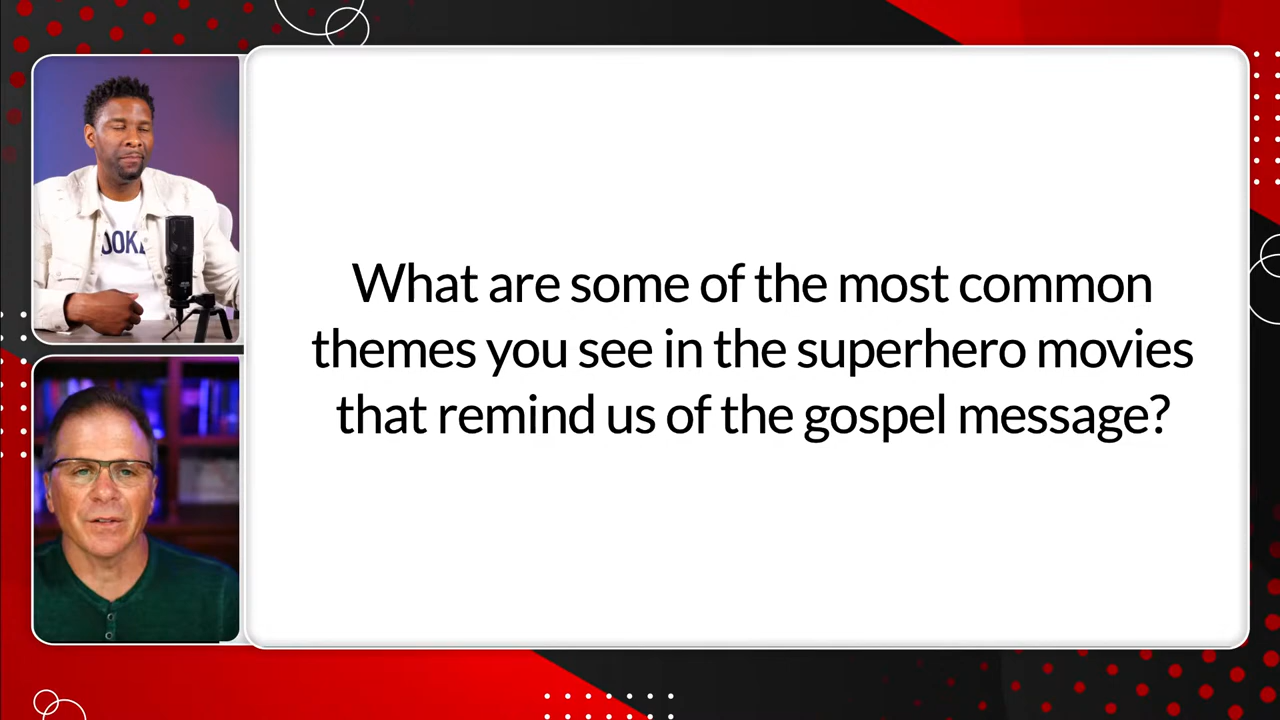 What are some of the most common
themes you see in the superhero movies
that remind us of the gospel message?